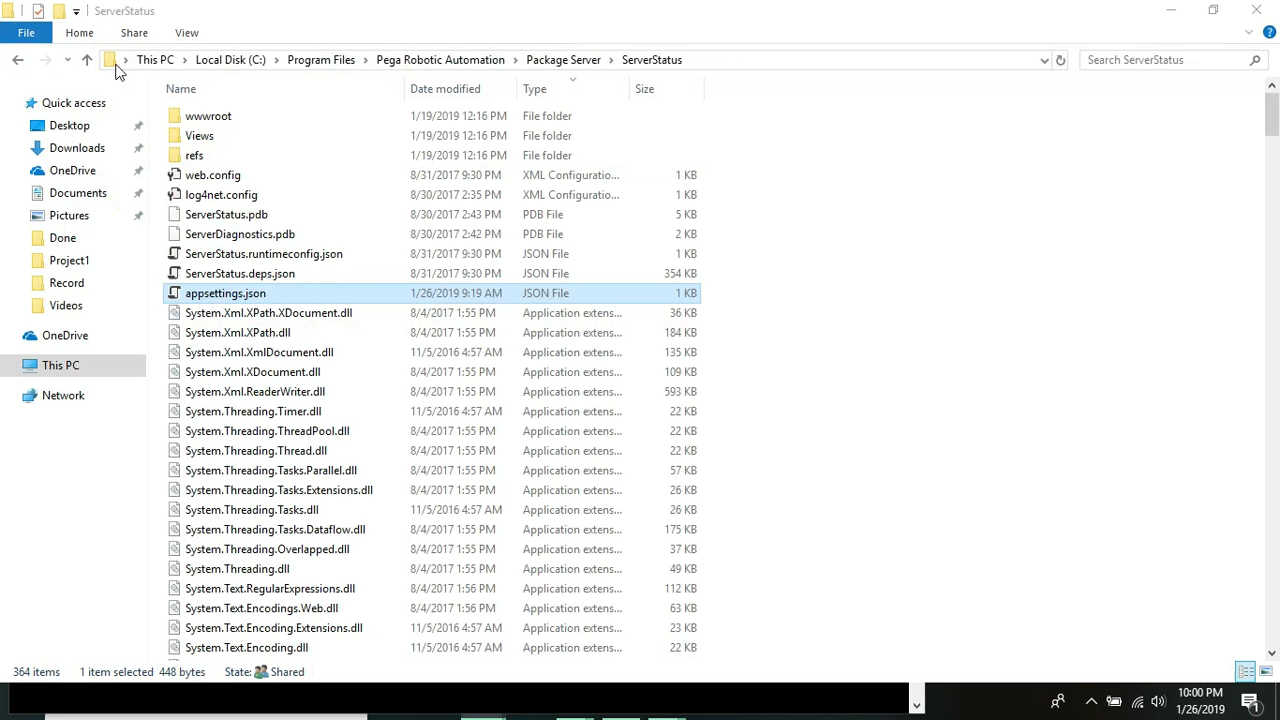 ServerStatus
File Home Share View
This PC Local Disk (C:) Program Files Pega Robotic Automation Package Server ServerStatus Search ServerStatus
Name Date modified Type Size
Quick access
Desktop
Downloads
OneDrive
Documents
Pictures
Done
Project1
Record
Videos
OneDrive
This PC
Network
wwwroot 1/19/2019 12:16 PM File folder
Views 1/19/2019 12:16 PM File folder
refs 1/19/2019 12:16 PM File folder
web.config 8/31/2017 9:30 PM XML Configuratio... 1 KB
log4net.config 8/30/2017 2:35 PM XML Configuratio... 1 KB
ServerStatus.pdb 8/30/2017 2:43 PM PDB File 5 KB
ServerDiagnostics.pdb 8/30/2017 2:42 PM PDB File 2 KB
ServerStatus.runtimeconfig.json 8/31/2017 9:30 PM JSON File 1 KB
ServerStatus.deps.json 8/31/2017 9:30 PM JSON File 354 KB
appsettings.json 1/26/2019 9:19 AM JSON File 1 KB
System.Xml.XPath.XDocument.dll 8/4/2017 1:55 PM Application extens... 36 KB
System.Xml.XPath.dll 8/4/2017 1:55 PM Application extens... 184 KB
System.Xml.XmlDocument.dll 11/5/2016 4:57 AM Application extens... 135 KB
System.Xml.XDocument.dll 8/4/2017 1:55 PM Application extens... 109 KB
System.Xml.ReaderWriter.dll 8/4/2017 1:55 PM Application extens... 593 KB
System.Threading.Timer.dll 11/5/2016 4:57 AM Application extens... 22 KB
System.Threading.ThreadPool.dll 8/4/2017 1:55 PM Application extens... 22 KB
System.Threading.Thread.dll 8/4/2017 1:55 PM Application extens... 22 KB
System.Threading.Tasks.Parallel.dll 8/4/2017 1:55 PM Application extens... 57 KB
System.Threading.Tasks.Extensions.dll 8/4/2017 1:55 PM Application extens... 26 KB
System.Threading.Tasks.dll 11/5/2016 4:57 AM Application extens... 26 KB
System.Threading.Tasks.Dataflow.dll 8/4/2017 1:55 PM Application extens... 175 KB
System.Threading.Overlapped.dll 8/4/2017 1:55 PM Application extens... 37 KB
System.Threading.dll 8/4/2017 1:55 PM Application extens... 49 KB
System.Text.RegularExpressions.dll 8/4/2017 1:56 PM Application extens... 112 KB
System.Text.Encodings.Web.dll 8/4/2017 1:56 PM Application extens... 63 KB
System.Text.Encoding.Extensions.dll 11/5/2016 4:57 AM Application extens... 23 KB
System.Text.Encoding.dll 11/5/2016 4:57 AM Application extens... 22 KB
364 items 1 item selected 448 bytes State: Shared
10:00 PM
1/26/2019
1